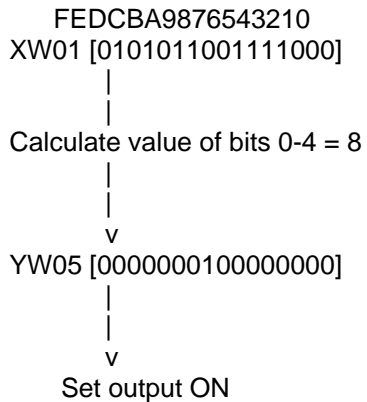 FEDCBA9876543210
XW01 [0101011001111000]
|
|
Calculate value of bits 0-4 = 8
|
|
v
YW05 [0000000100000000]
|
|
v
Set output ON